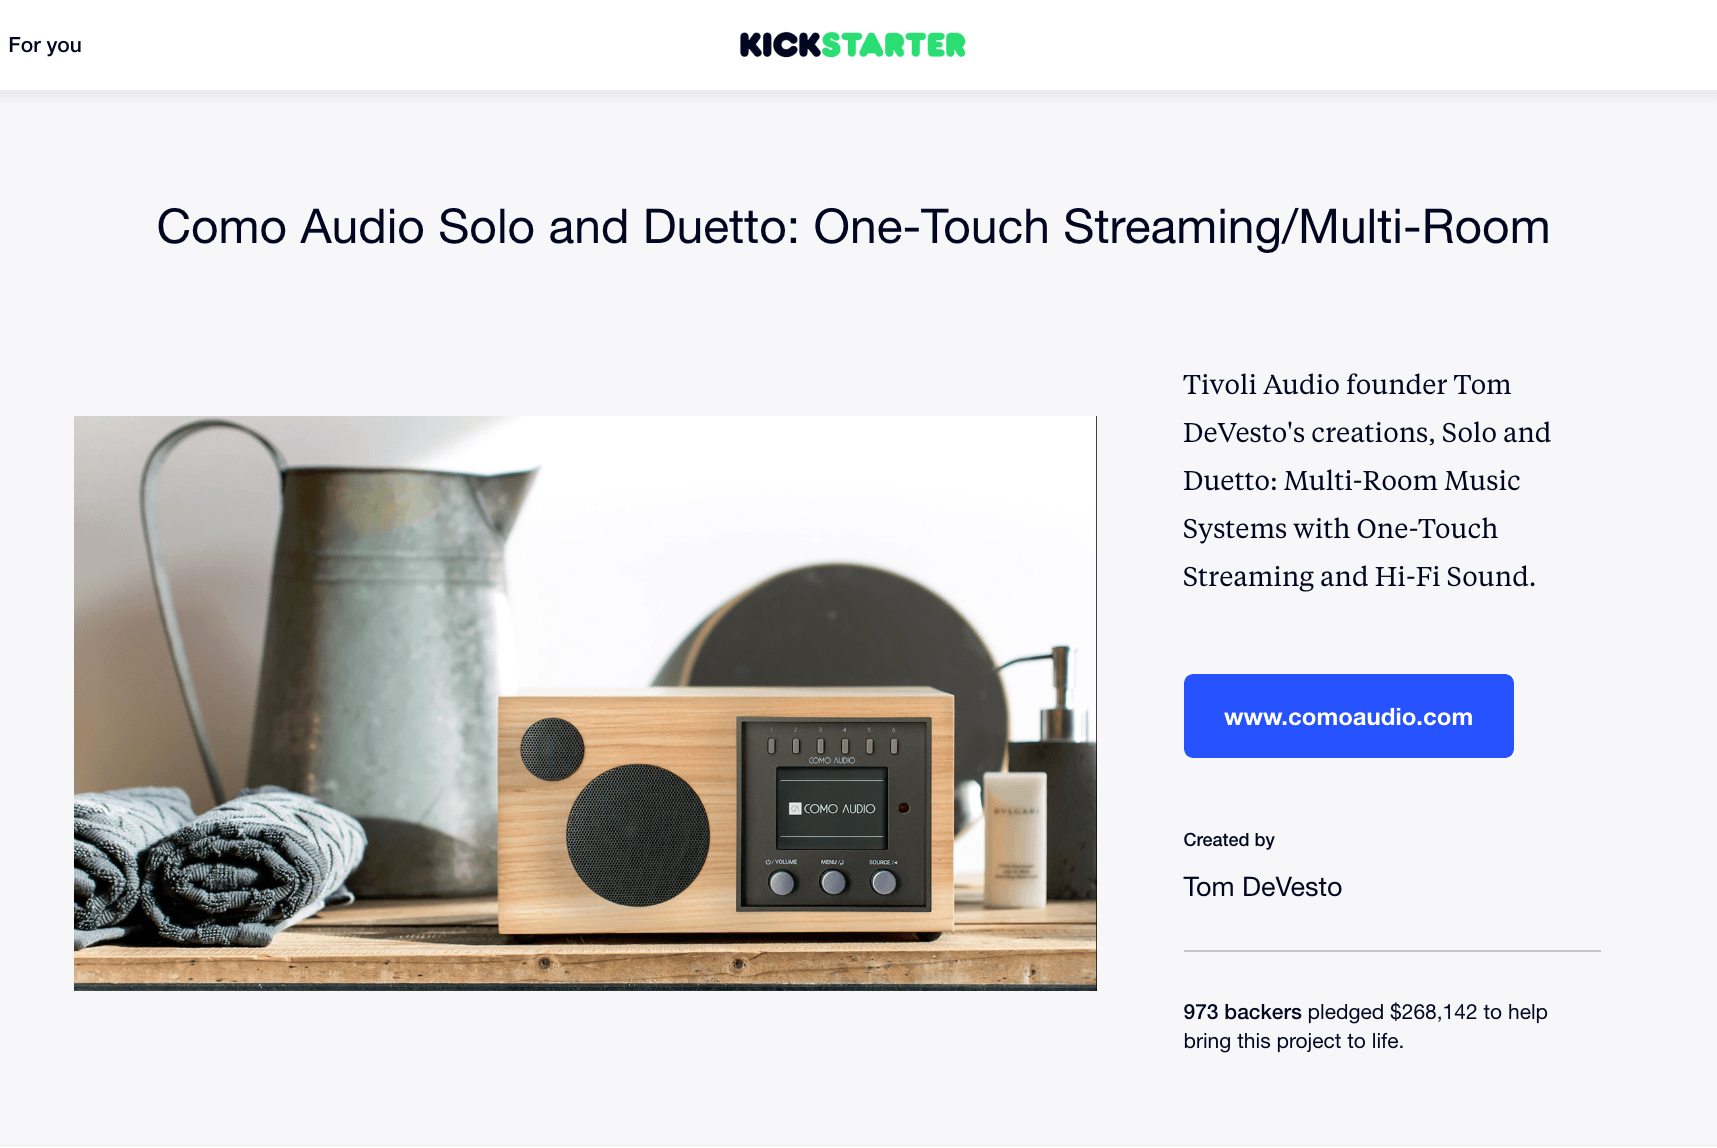 For you
KICKSTARTER
Como Audio Solo and Duetto: One-Touch Streaming/Multi-Room
Tivoli Audio founder Tom
DeVesto's creations, Solo and
Duetto: Multi-Room Music
Systems with One-Touch
Streaming and Hi-Fi Sound.
www.comoaudio.com
Created by
Tom DeVesto
973 backers pledged $268,142 to help
bring this project to life.
1 2 3 4 5 6
COMO AUDIO
COMO AUDIO
/ VOLUME MENU / SOURCE /
BVLGARI